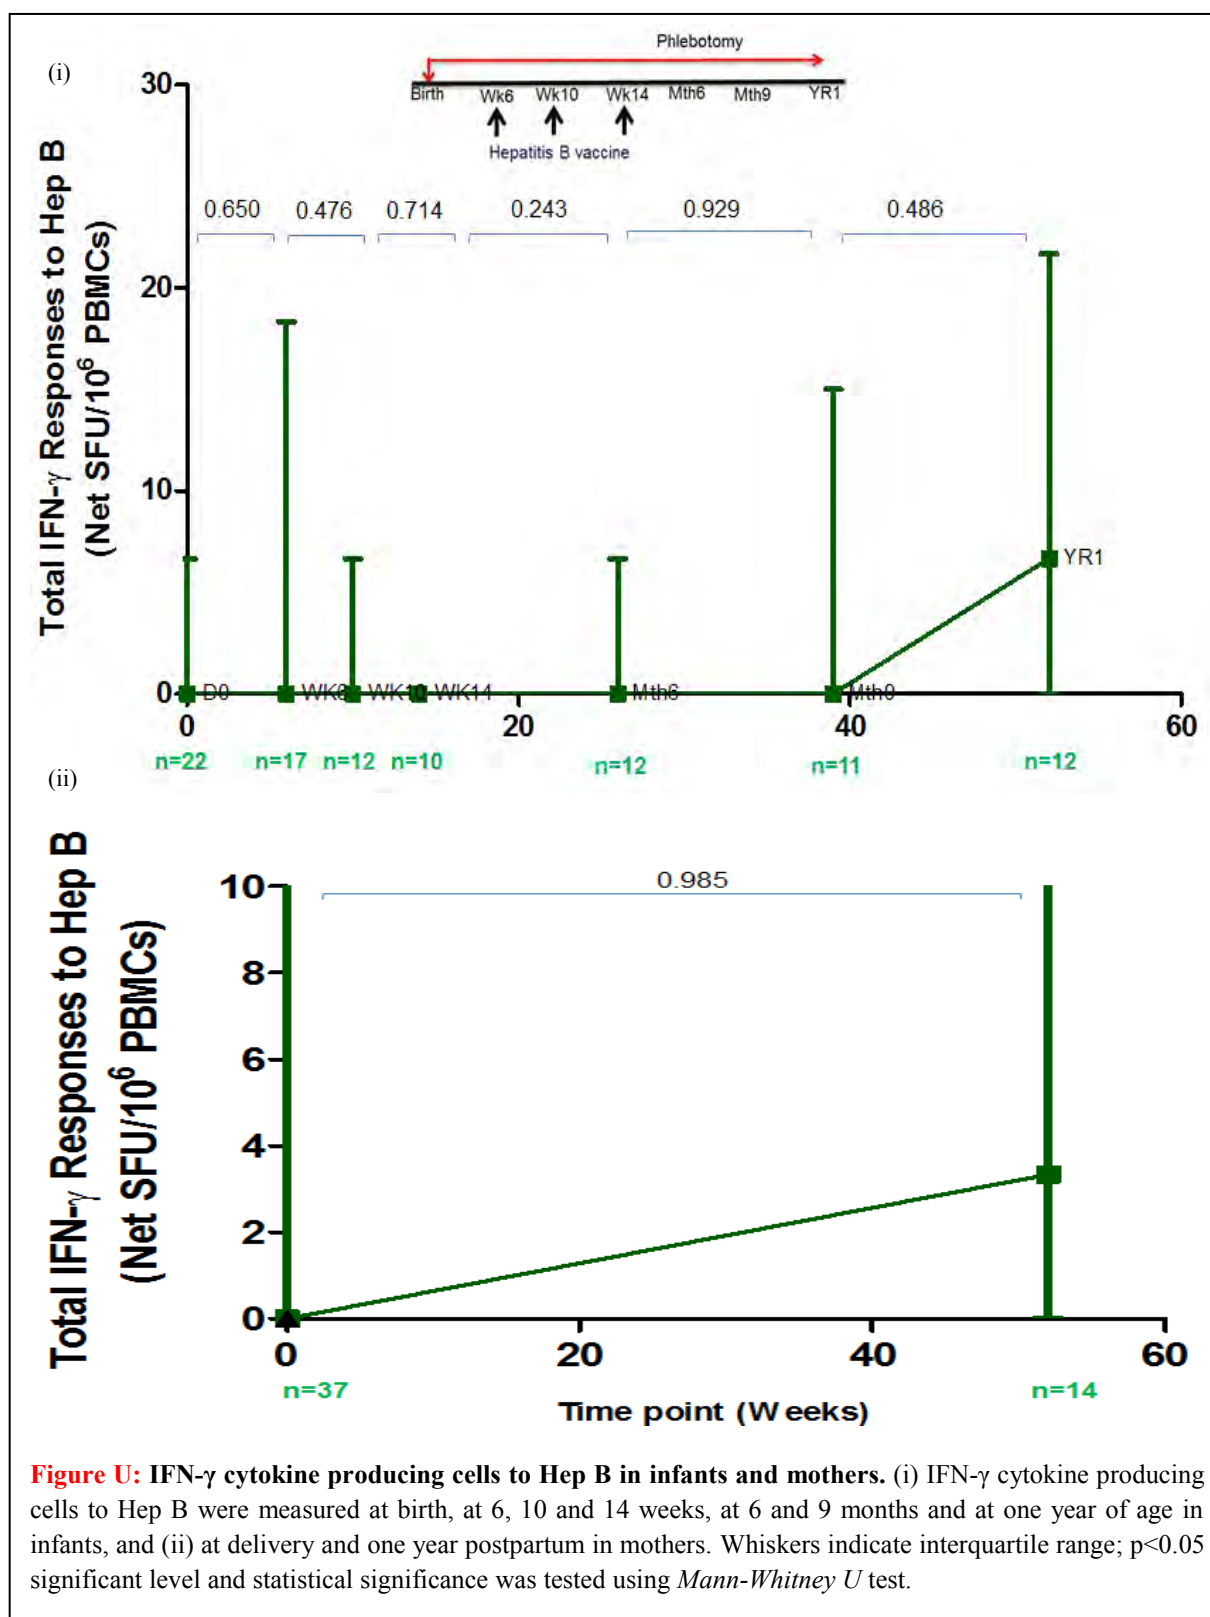 (i)
Phlebotomy
Birth Wk6 Wk10 Wk14 Mth6 Mth9 YR1
Hepatitis B vaccine
Total IFN-γ Responses to Hep B
(Net SFU/10⁶ PBMCs)
30
20
10
0
0.650 0.476 0.714 0.243 0.929 0.486
YR1
D0 WK6 WK10 WK14 Mth6 Mth9
0 20 40 60
n=22 n=17 n=12 n=10 n=12 n=11 n=12
(ii)
Total IFN-γ Responses to Hep B
(Net SFU/10⁶ PBMCs)
10
8
6
4
2
0
0.985
0 20 40 60
n=37 n=14
Time point (Weeks)
Figure U: IFN-γ cytokine producing cells to Hep B in infants and mothers. (i) IFN-γ cytokine producing
cells to Hep B were measured at birth, at 6, 10 and 14 weeks, at 6 and 9 months and at one year of age in
infants, and (ii) at delivery and one year postpartum in mothers. Whiskers indicate interquartile range; p<0.05
significant level and statistical significance was tested using Mann-Whitney U test.